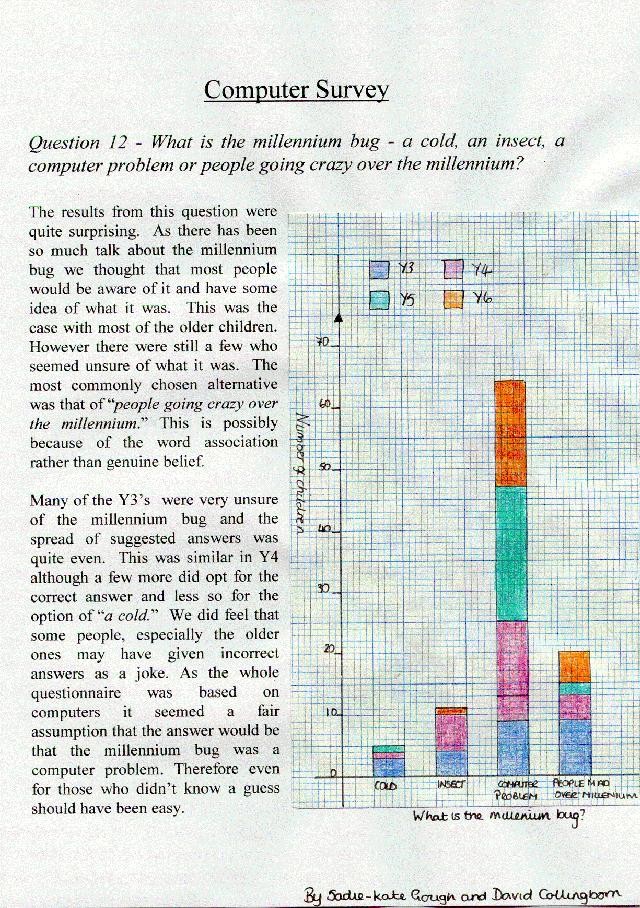 Computer Survey
Question 12 - What is the millennium bug - a cold, an insect, a
computer problem or people going crazy over the millennium?
The results from this question were
quite surprising. As there has been
so much talk about the millennium
bug we thought that most people
would be aware of it and have some
idea of what it was. This was the
case with most of the older children.
However there were still a few who
seemed unsure of what it was. The
most commonly chosen alternative
was that of "people going crazy over
the millennium." This is possibly
because of the word association
rather than genuine belief.
Many of the Y3's were very unsure
of the millennium bug and the
spread of suggested answers was
quite even. This was similar in Y4
although a few more did opt for the
correct answer and less so for the
option of "a cold." We did feel that
some people, especially the older
ones may have given incorrect
answers as a joke. As the whole
questionnaire was based on
computers it seemed a fair
assumption that the answer would be
that the millennium bug was a
computer problem. Therefore even
for those who didn't know a guess
should have been easy.
Y3 Y4
Y5 Y6
70
60
50
40
30
20
10
0
Number of children
COLD
INSECT
COMPUTER
PROBLEM
PEOPLE MAD
OVER MILLENIUM
What is the millenium bug?
By Sadie-kate Gough and David Collingborn